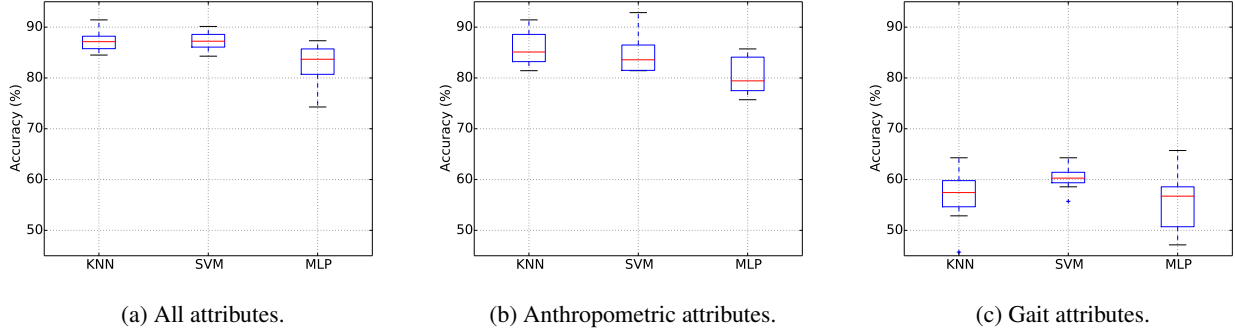 Accuracy (%)
90
80
70
60
50
KNN
SVM
MLP
(a) All attributes.
Accuracy (%)
90
80
70
60
50
KNN
SVM
MLP
(b) Anthropometric attributes.
Accuracy (%)
90
80
70
60
50
KNN
SVM
MLP
(c) Gait attributes.